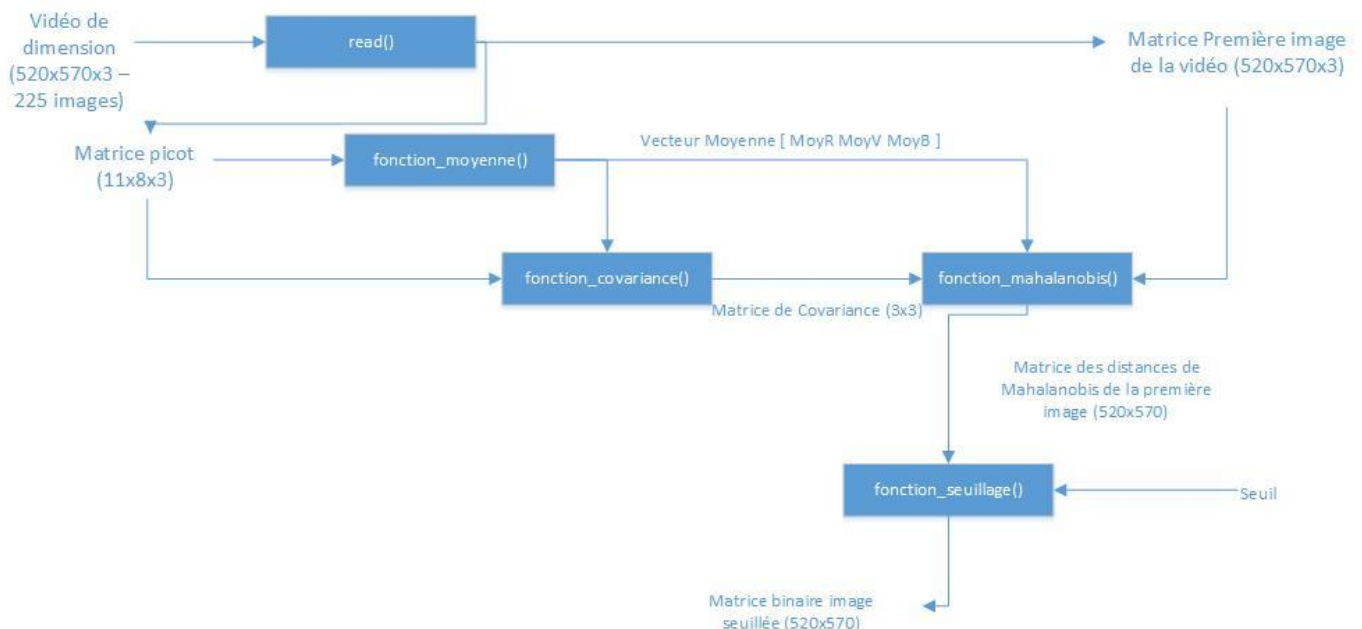 Vidéo de
dimension
(520x570x3 –
225 images)
read()
Matrice Première image
de la vidéo (520x570x3)
Matrice picot
(11x8x3)
fonction_moyenne()
Vecteur Moyenne [ MoyR MoyV MoyB ]
fonction_covariance()
fonction_mahalanobis()
Matrice de Covariance (3x3)
Matrice des distances de
Mahalanobis de la première
image (520x570)
fonction_seuillage()
Seuil
Matrice binaire image
seuillée (520x570)